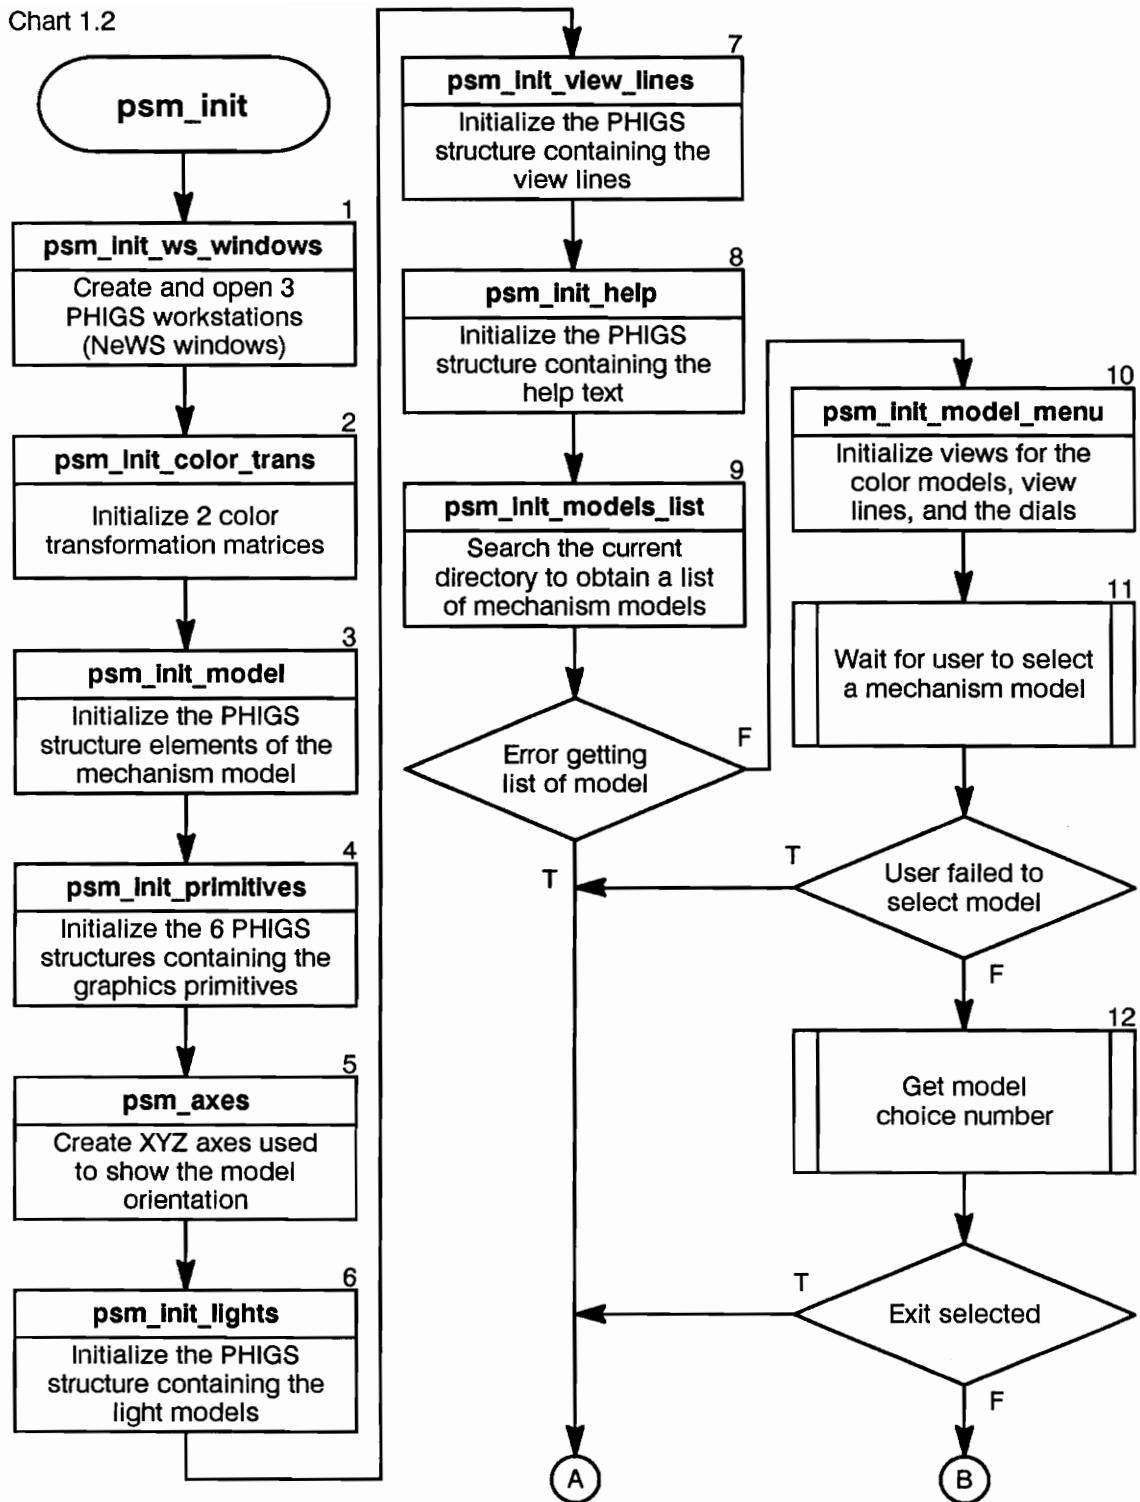 Chart 1.2
psm_init
1
psm_init_ws_windows
Create and open 3
PHIGS workstations
(NeWS windows)
2
psm_init_color_trans
Initialize 2 color
transformation matrices
3
psm_init_model
Initialize the PHIGS
structure elements of the
mechanism model
4
psm_init_primitives
Initialize the 6 PHIGS
structures containing the
graphics primitives
5
psm_axes
Create XYZ axes used
to show the model
orientation
6
psm_init_lights
Initialize the PHIGS
structure containing the
light models
7
psm_init_view_lines
Initialize the PHIGS
structure containing the
view lines
8
psm_init_help
Initialize the PHIGS
structure containing the
help text
9
psm_init_models_list
Search the current
directory to obtain a list
of mechanism models
Error getting
list of model
F
T
A
10
psm_init_model_menu
Initialize views for the
color models, view
lines, and the dials
11
Wait for user to select
a mechanism model
User failed to
select model
T
F
12
Get model
choice number
Exit selected
T
F
B